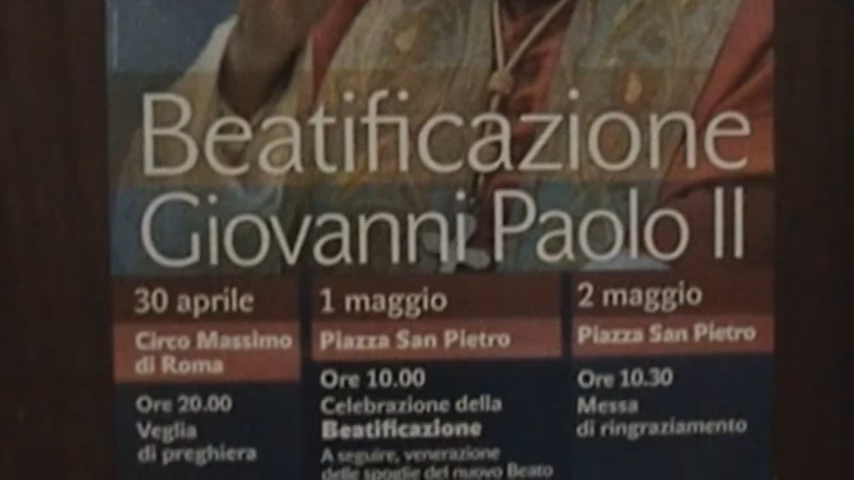 Beatificazione
Giovanni Paolo II
30 aprile
Circo Massimo
di Roma
Ore 20.00
Veglia
di preghiera
1 maggio
Piazza San Pietro
Ore 10.00
Celebrazione della
Beatificazione
A seguire, venerazione
delle spoglie del nuovo Beato
2 maggio
Piazza San Pietro
Ore 10.30
Messa
di ringraziamento